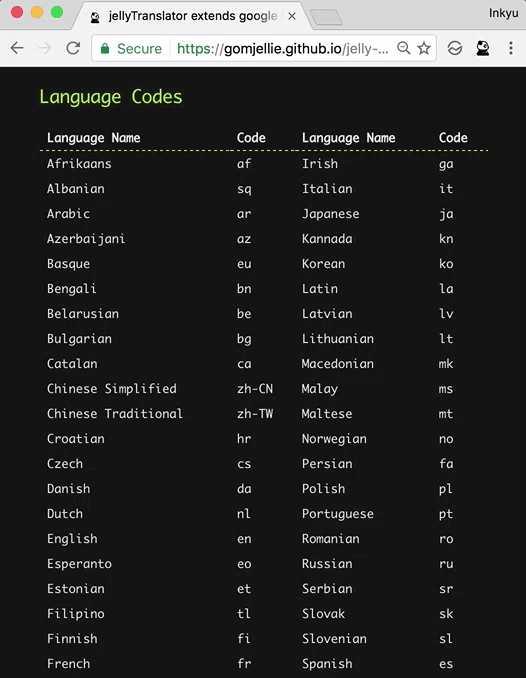 jellyTranslator extends google
Inkyu
Secure https://gomjellie.github.io/jelly-...
Language Codes
Language Name Code Language Name Code
Afrikaans af Irish ga
Albanian sq Italian it
Arabic ar Japanese ja
Azerbaijani az Kannada kn
Basque eu Korean ko
Bengali bn Latin la
Belarusian be Latvian lv
Bulgarian bg Lithuanian lt
Catalan ca Macedonian mk
Chinese Simplified zh-CN Malay ms
Chinese Traditional zh-TW Maltese mt
Croatian hr Norwegian no
Czech cs Persian fa
Danish da Polish pl
Dutch nl Portuguese pt
English en Romanian ro
Esperanto eo Russian ru
Estonian et Serbian sr
Filipino tl Slovak sk
Finnish fi Slovenian sl
French fr Spanish es